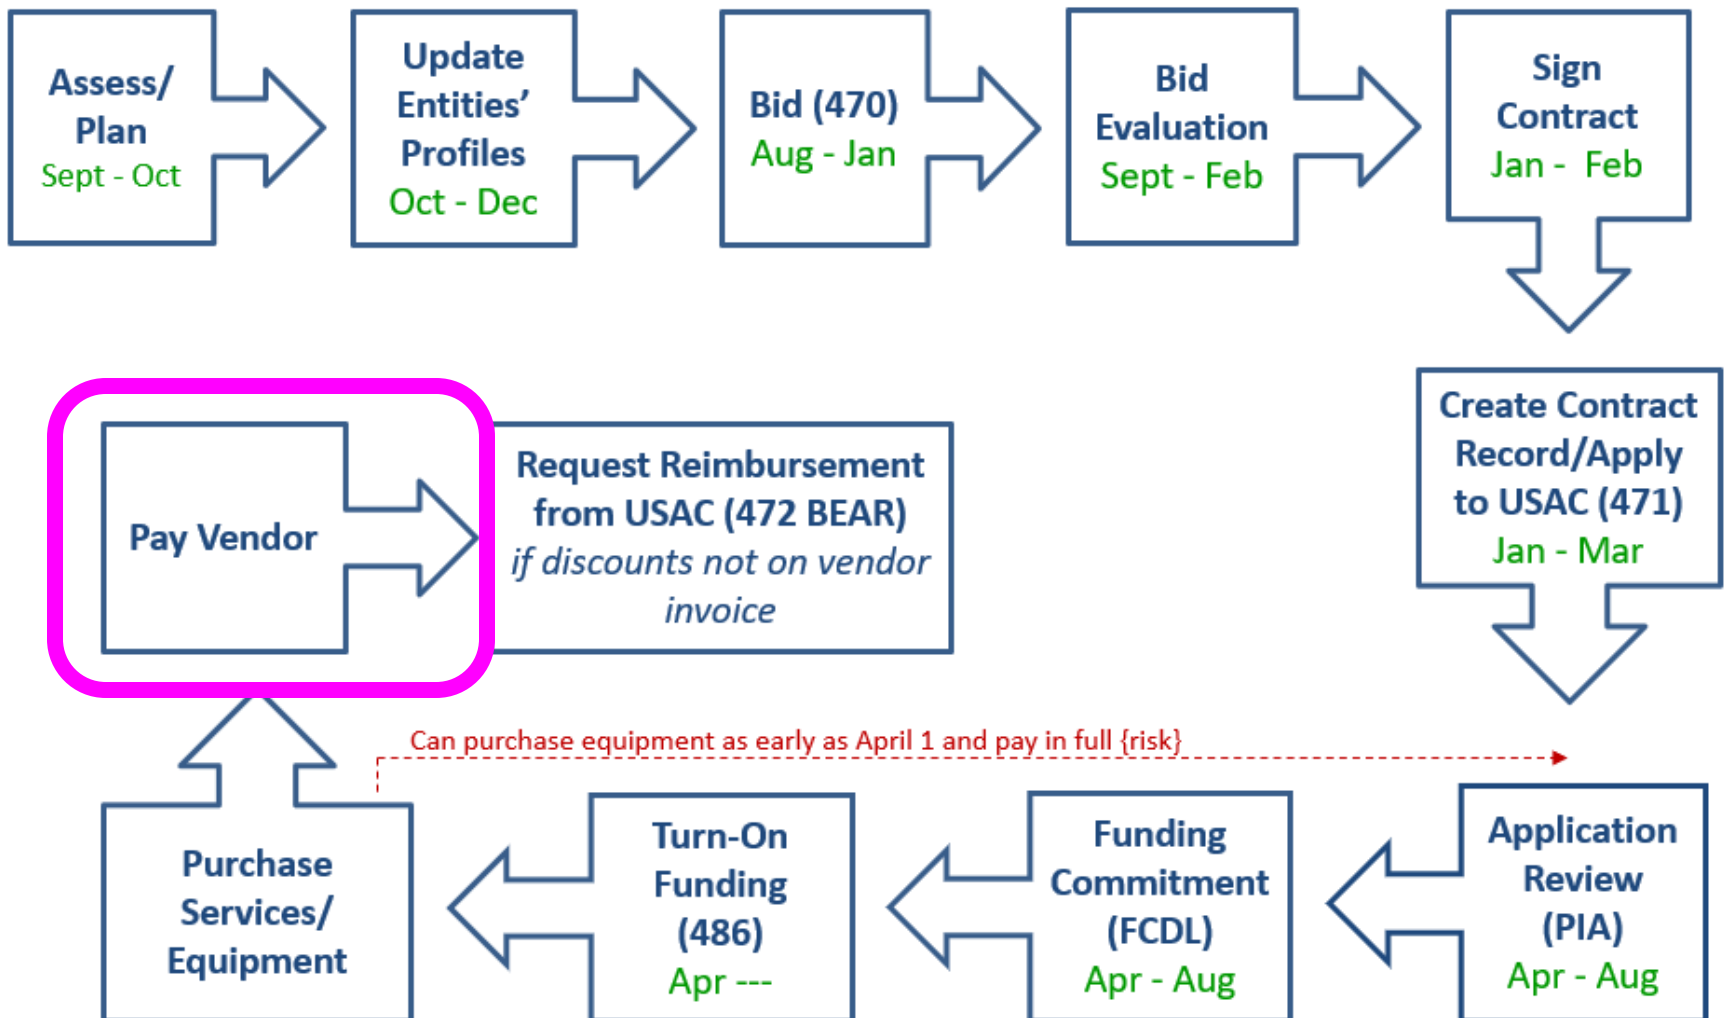 Assess/
Plan
Sept - Oct
Update
Entities’
Profiles
Oct - Dec
Bid (470)
Aug - Jan
Bid
Evaluation
Sept - Feb
Sign
Contract
Jan -  Feb
Create Contract
Record/Apply
to USAC (471)
Jan - Mar
Application
Review
(PIA)
Apr - Aug
Funding
Commitment
(FCDL)
Apr - Aug
Turn-On
Funding
(486)
Apr ---
Can purchase equipment as early as April 1 and pay in full {risk}
Purchase
Services/
Equipment
Pay Vendor
Request Reimbursement
from USAC (472 BEAR)
if discounts not on vendor
invoice